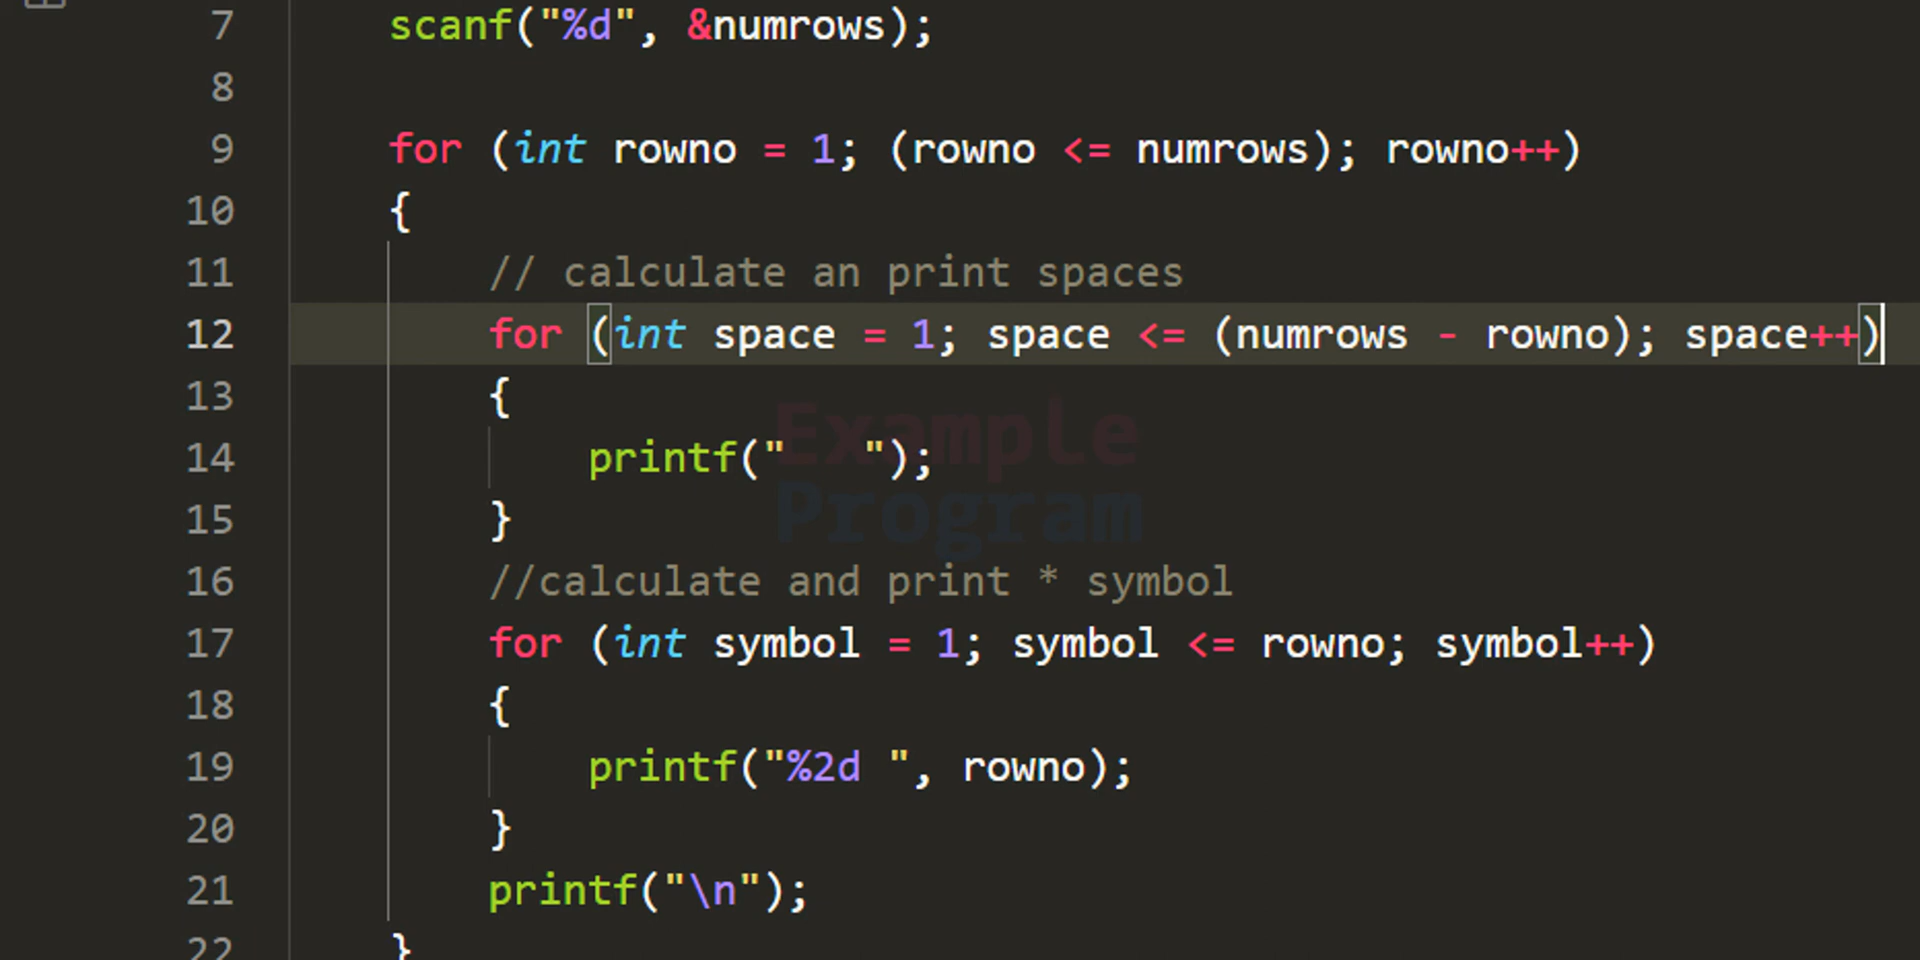 7 scanf("%d", &numrows);
8
9 for (int rowno = 1; (rowno <= numrows); rowno++)
10 {
11 // calculate an print spaces
12 for (int space = 1; space <= (numrows - rowno); space++)
13 {
14 printf("   ");
15 }
16 //calculate and print * symbol
17 for (int symbol = 1; symbol <= rowno; symbol++)
18 {
19 printf("%2d ", rowno);
20 }
21 printf("\n");
22 }
Example
Program